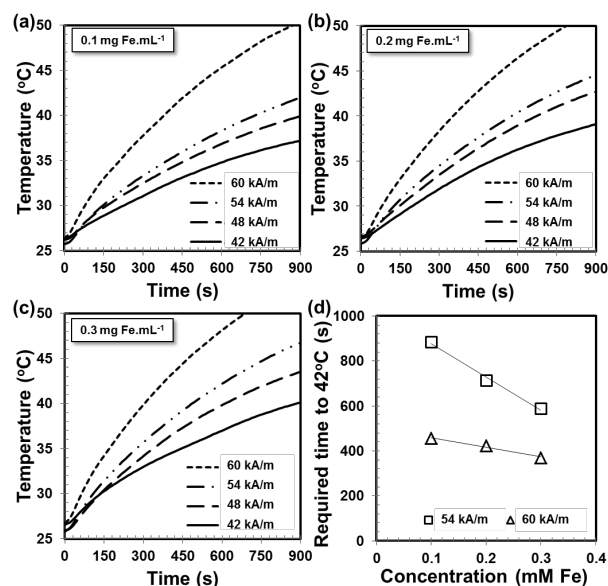 (a)
0.1 mg Fe.mL⁻¹
Temperature (°C)
50
45
40
35
30
25
60 kA/m
54 kA/m
48 kA/m
42 kA/m
0 150 300 450 600 750 900
Time (s)
(b)
0.2 mg Fe.mL⁻¹
Temperature (°C)
50
45
40
35
30
25
60 kA/m
54 kA/m
48 kA/m
42 kA/m
0 150 300 450 600 750 900
Time (s)
(c)
0.3 mg Fe.mL⁻¹
Temperature (°C)
50
45
40
35
30
25
60 kA/m
54 kA/m
48 kA/m
42 kA/m
0 150 300 450 600 750 900
Time (s)
(d)
Required time to 42°C (s)
1000
800
600
400
200
0
54 kA/m 60 kA/m
0 0.1 0.2 0.3 0.4
Concentration (mM Fe)